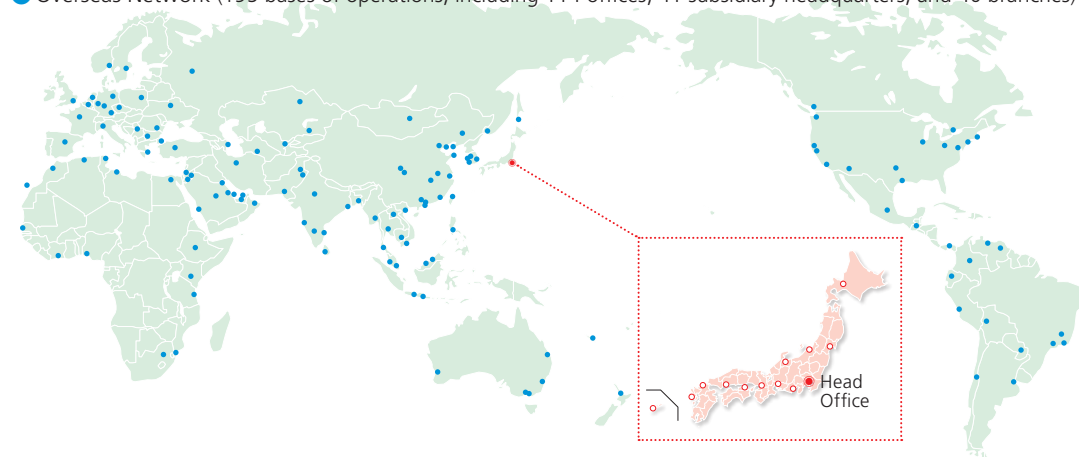 Overseas Network ( bases of operations, including offices, subsidiary headquarters, and branches)
Head
Office